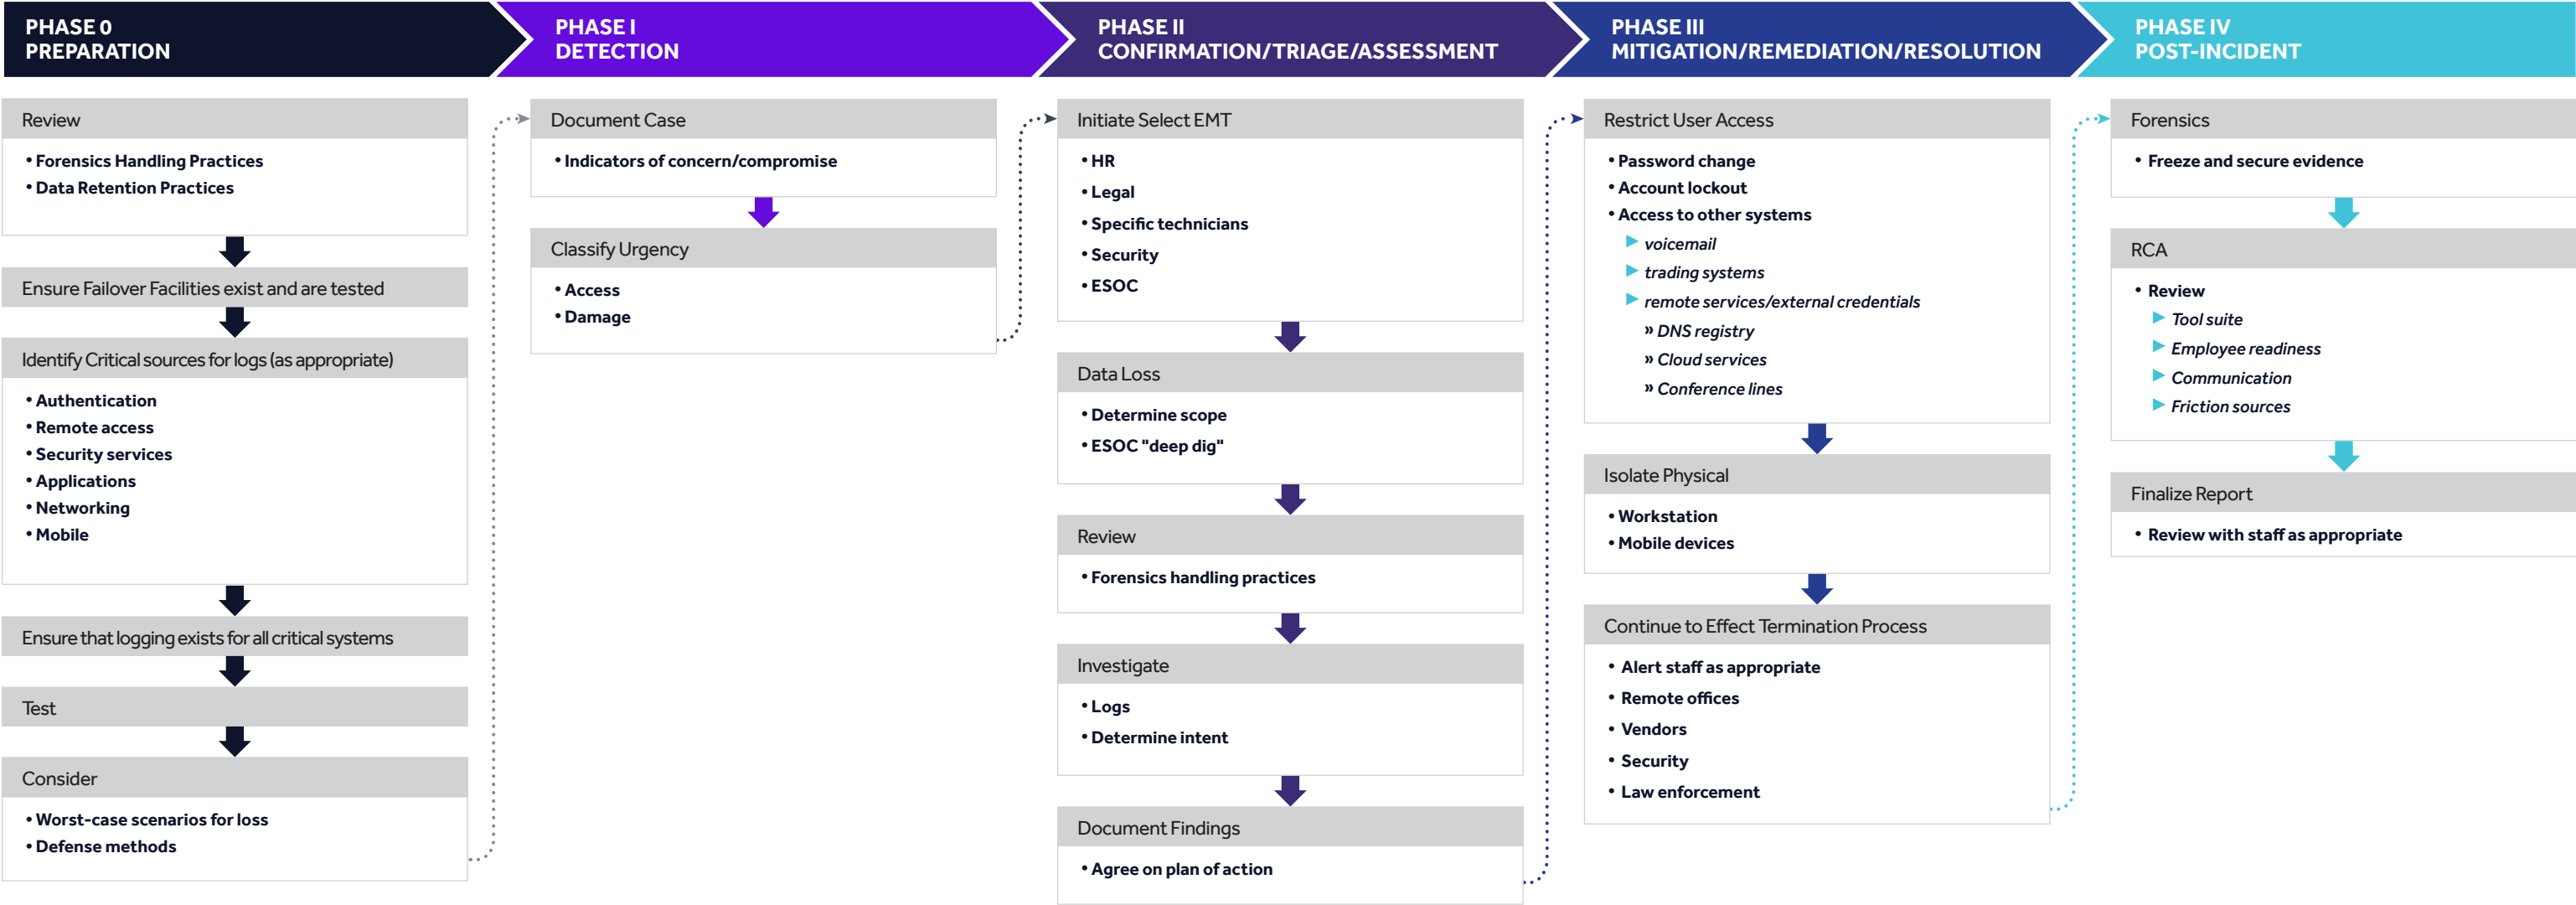 PHASE 0
PREPARATION
PHASE I
DETECTION
PHASE II
CONFIRMATION/TRIAGE/ASSESSMENT
PHASE III
MITIGATION/REMEDIATION/RESOLUTION
PHASE IV
POST-INCIDENT
Review
• Forensics Handling Practices
• Data Retention Practices
Ensure Failover Facilities exist and are tested
Identify Critical sources for logs (as appropriate)
• Authentication
• Remote access
• Security services
• Applications
• Networking
• Mobile
Ensure that logging exists for all critical systems
Test
Consider
• Worst-case scenarios for loss
• Defense methods
Document Case
• Indicators of concern/compromise
Classify Urgency
• Access
• Damage
Initiate Select EMT
• HR
• Legal
• Specific technicians
• Security
• ESOC
Data Loss
• Determine scope
• ESOC "deep dig"
Review
• Forensics handling practices
Investigate
• Logs
• Determine intent
Document Findings
• Agree on plan of action
Restrict User Access
• Password change
• Account lockout
• Access to other systems
▶ voicemail
▶ trading systems
▶ remote services/external credentials
» DNS registry
» Cloud services
» Conference lines
Isolate Physical
• Workstation
• Mobile devices
Continue to Effect Termination Process
• Alert staff as appropriate
• Remote offices
• Vendors
• Security
• Law enforcement
Forensics
• Freeze and secure evidence
RCA
• Review
▶ Tool suite
▶ Employee readiness
▶ Communication
▶ Friction sources
Finalize Report
• Review with staff as appropriate